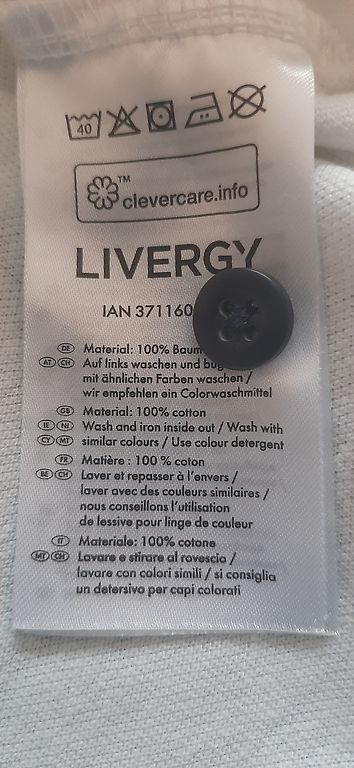 40
TM
clevercare.info
LIVERGY
IAN 371160
DE Material: 100% Baum
AT CH Auf links waschen und büg
mit ähnlichen Farben waschen /
wir empfehlen ein Colorwaschmittel
GB Material: 100% cotton
IE NI Wash and iron inside out / Wash with
CY MT similar colours / Use colour detergent
FR Matière : 100 % coton
BE CH Laver et repasser à l'envers /
laver avec des couleurs similaires /
nous conseillons l'utilisation
de lessive pour linge de couleur
IT Materiale: 100% cotone
MT CH Lavare e stirare al rovescio /
lavare con colori simili / si consiglia
un detersivo per capi colorati